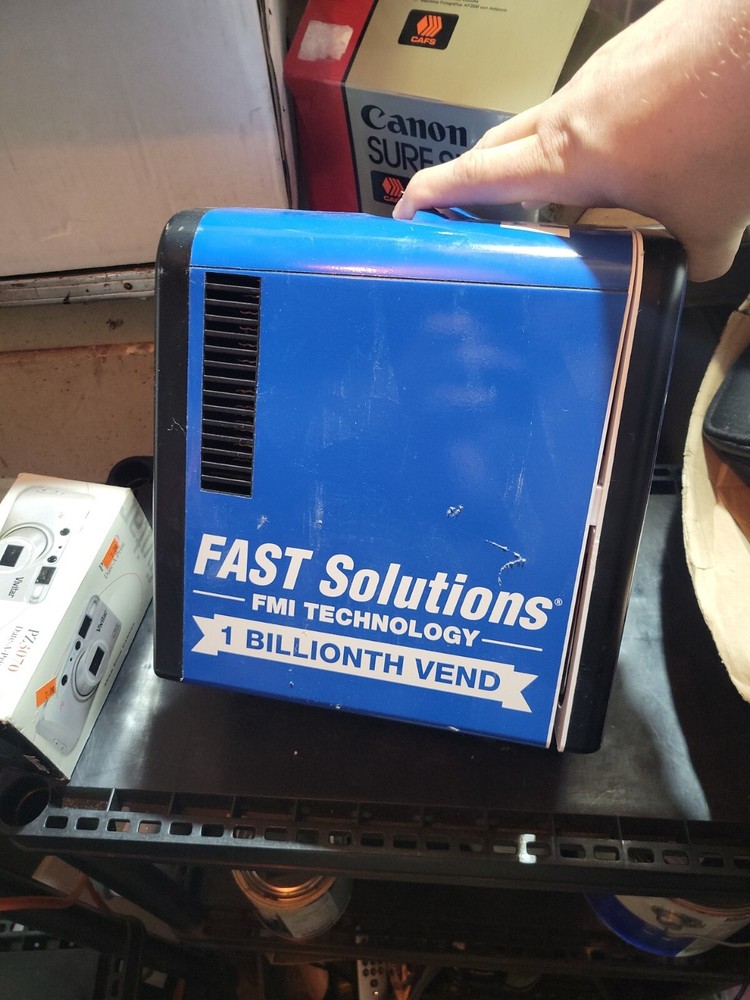 CAFS
Canon
SURE S
FAST Solutions®
FMI TECHNOLOGY
1 BILLIONTH VEND
Vivitar
PZ3070